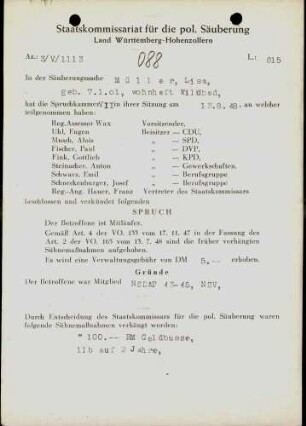 Staatskommissariat für die pol. Säuberung
Land Württemberg-Hohenzollern
Az.: 3/V/1113 088 L: 815
In der Säuberungssache Müller, Lisa,
geb. 7.1.01, wohnhaft Wildbad,
hat die Spruchkammer VII in ihrer Sitzung am 13.8.48. an welcher
teilgenommen haben:
Reg.Assessor Wax Vorsitzender,
Uhl, Eugen Beisitzer - CDU,
Musch, Alois „ - SPD,
Fischer, Paul „ - DVP,
Fink, Gottlieb „ - KPD,
Steinacher, Anton „ - Gewerkschaften,
Schwarz, Emil „ - Berufsgruppe
Schneckenburger, Josef „ - Berufsgruppe
Reg.-Ang. Hauer, Franz Vertreter des Staatskommissars
beschlossen und verkündet folgenden
SPRUCH
Der Betroffene ist Mitläufer.
Gemäß Art. 4 der VO 133 vom 17. 11. 47 in der Fassung des
Art. 2 der VO. 165 vom 13. 7. 48 sind die früher verhängten
Sühnemaßnahmen aufgehoben.
Es wird eine Verwaltungsgebühr von DM 5.-- erhoben.
Gründe
Der Betroffene war Mitglied NSDAP 43-45, NSV,
Durch Entscheidung des Staatskommissars für die pol. Säuberung waren
folgende Sühnemaßnahmen verhängt worden:
" 100.-- RM Geldbusse,
11b auf 2 Jahre,